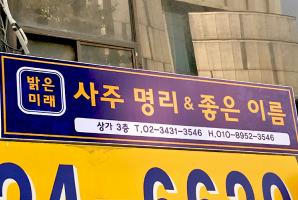 밝은
미래
사주 명리 & 좋은 이름
상가 3층 T,02-3431-3546 H,010-8952-3546